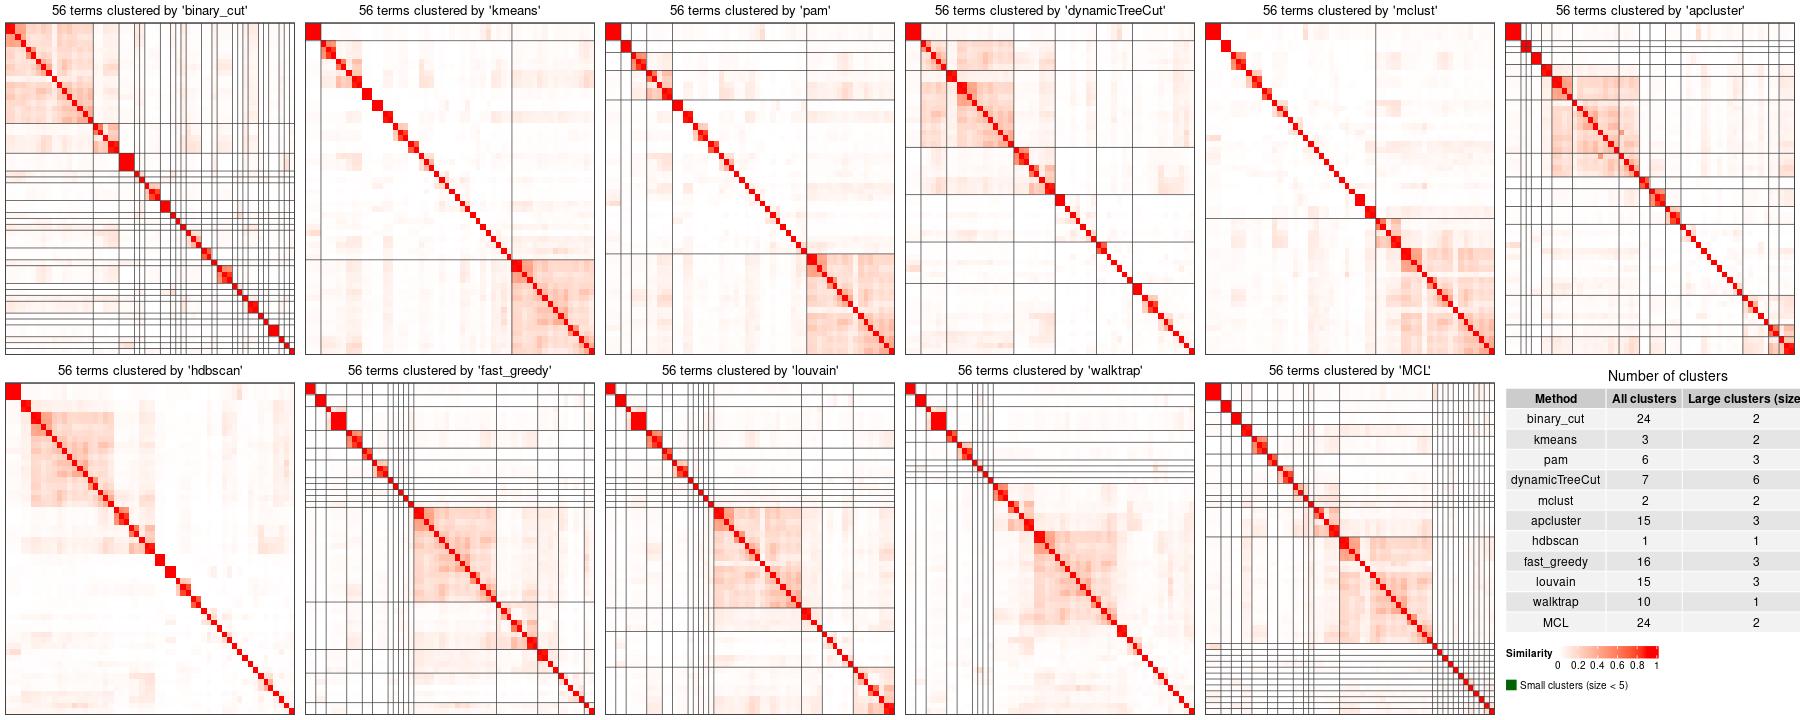 56 terms clustered by 'binary_cut'
56 terms clustered by 'kmeans'
56 terms clustered by 'pam'
56 terms clustered by 'dynamicTreeCut'
56 terms clustered by 'mclust'
56 terms clustered by 'apcluster'
56 terms clustered by 'hdbscan'
56 terms clustered by 'fast_greedy'
56 terms clustered by 'louvain'
56 terms clustered by 'walktrap'
56 terms clustered by 'MCL'
Number of clusters
Method All clusters Large clusters (size
binary_cut 24 2
kmeans 3 2
pam 6 3
dynamicTreeCut 7 6
mclust 2 2
apcluster 15 3
hdbscan 1 1
fast_greedy 16 3
louvain 15 3
walktrap 10 1
MCL 24 2
Similarity
0 0.2 0.4 0.6 0.8 1
Small clusters (size < 5)